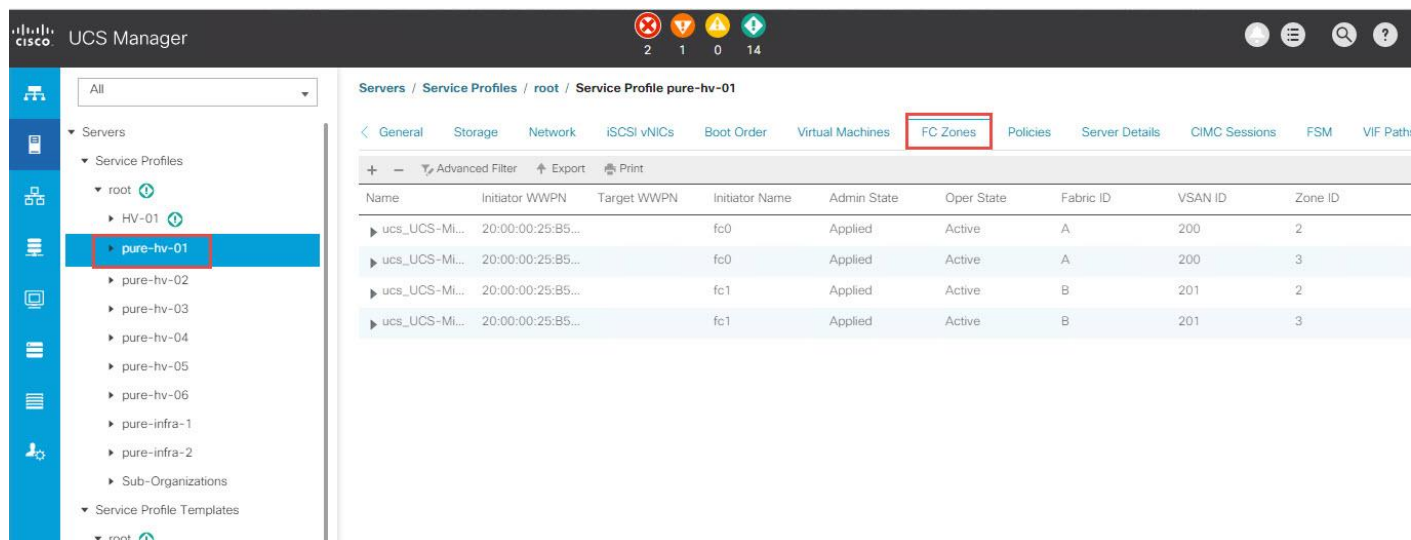 cisco UCS Manager
2 1 0 14
All
Servers / Service Profiles / root / Service Profile pure-hv-01
Servers
Service Profiles
root
HV-01
pure-hv-01
pure-hv-02
pure-hv-03
pure-hv-04
pure-hv-05
pure-hv-06
pure-infra-1
pure-infra-2
Sub-Organizations
Service Profile Templates
root
General Storage Network iSCSI vNICs Boot Order Virtual Machines FC Zones Policies Server Details CIMC Sessions FSM VIF Paths
+ − Advanced Filter Export Print
Name Initiator WWPN Target WWPN Initiator Name Admin State Oper State Fabric ID VSAN ID Zone ID
ucs_UCS-Mi... 20:00:00:25:B5... fc0 Applied Active A 200 2
ucs_UCS-Mi... 20:00:00:25:B5... fc0 Applied Active A 200 3
ucs_UCS-Mi... 20:00:00:25:B5... fc1 Applied Active B 201 2
ucs_UCS-Mi... 20:00:00:25:B5... fc1 Applied Active B 201 3